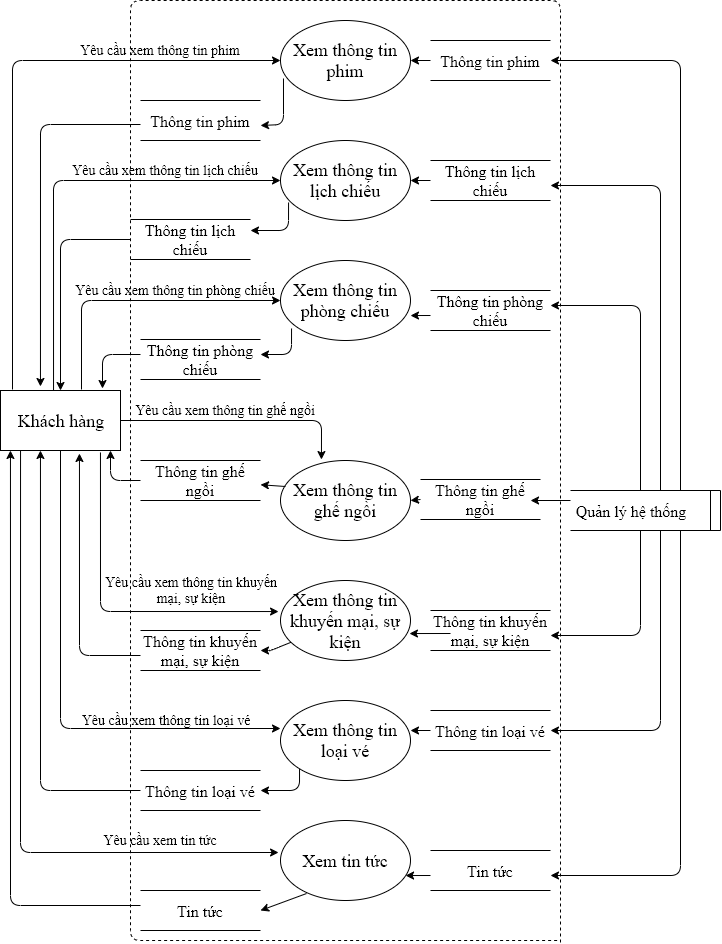 Yêu cầu xem thông tin phim
Xem thông tin
phim
Thông tin phim
Thông tin phim
Yêu cầu xem thông tin lịch chiếu
Xem thông tin
lịch chiếu
Thông tin lịch
chiếu
Thông tin lịch
chiếu
Yêu cầu xem thông tin phòng chiếu
Xem thông tin
phòng chiếu
Thông tin phòng
chiếu
Thông tin phòng
chiếu
Khách hàng
Yêu cầu xem thông tin ghế ngồi
Thông tin ghế
ngồi
Xem thông tin
ghế ngồi
Thông tin ghế
ngồi
Quản lý hệ thống
Yêu cầu xem thông tin khuyến
mại, sự kiện
Xem thông tin
khuyến mại, sự
kiện
Thông tin khuyến
mại, sự kiện
Thông tin khuyến
mại, sự kiện
Yêu cầu xem thông tin loại vé
Xem thông tin
loại vé
Thông tin loại vé
Thông tin loại vé
Yêu cầu xem tin tức
Xem tin tức
Tin tức
Tin tức